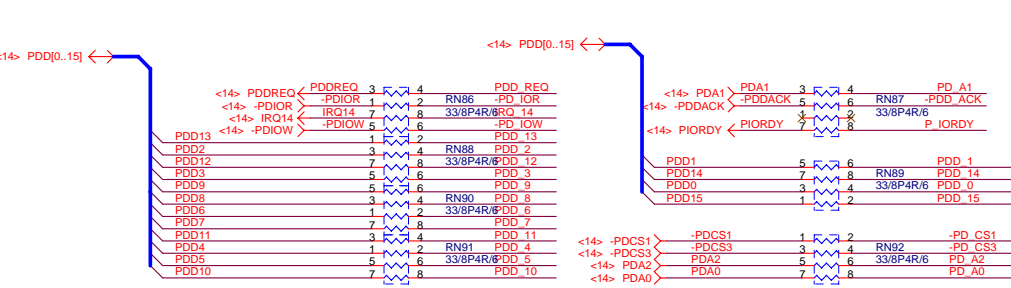 <14> PDD[0..15]
<14> PDDREQ PDDREQ 3 4 PDD_REQ
<14> -PDIOR -PDIOR 1 2 RN86 -PD_IOR
<14> IRQ14 IRQ14 7 8 33/8P4R/6 IRQ_14
<14> -PDIOW -PDIOW 5 6 -PD_IOW
PDD13 1 2 PDD_13
PDD2 3 4 RN88 PDD_2
PDD12 7 8 33/8P4R/6 PDD_12
PDD3 5 6 PDD_3
PDD9 5 6 PDD_9
PDD8 3 4 RN90 PDD_8
PDD6 1 2 33/8P4R/6 PDD_6
PDD7 7 8 PDD_7
PDD11 3 4 PDD_11
PDD4 1 2 RN91 PDD_4
PDD5 5 6 33/8P4R/6 PDD_5
PDD10 7 8 PDD_10
<14> PDD[0..15]
<14> PDA1 PDA1 3 4 PD_A1
<14> -PDDACK -PDDACK 5 6 RN87 -PDD_ACK
1 2 33/8P4R/6
<14> PIORDY PIORDY 7 8 P_IORDY
PDD1 5 6 PDD_1
PDD14 7 8 RN89 PDD_14
PDD0 3 4 33/8P4R/6 PDD_0
PDD15 1 2 PDD_15
<14> -PDCS1 -PDCS1 1 2 -PD_CS1
<14> -PDCS3 -PDCS3 3 4 RN92 -PD_CS3
<14> PDA2 PDA2 5 6 33/8P4R/6 PD_A2
<14> PDA0 PDA0 7 8 PD_A0